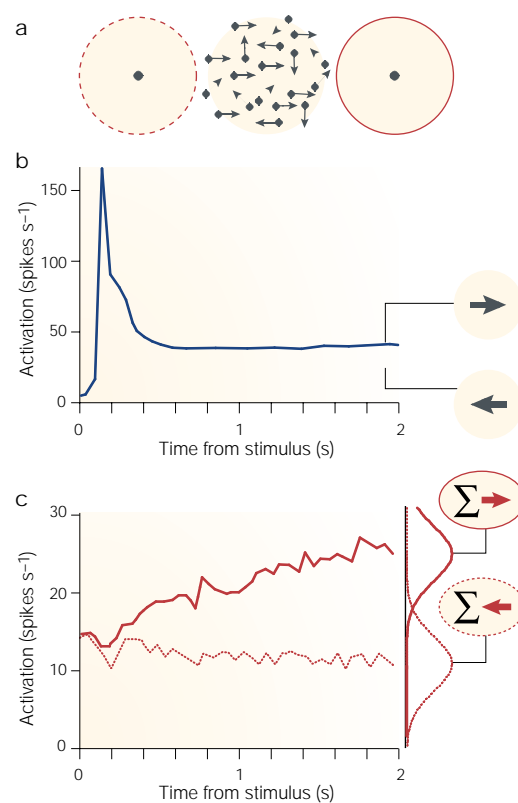 a
b
Activation (spikes s–1)
150
100
50
0
0
1
2
Time from stimulus (s)
c
Activation (spikes s–1)
30
20
10
0
0
1
2
Time from stimulus (s)
Σ
Σ